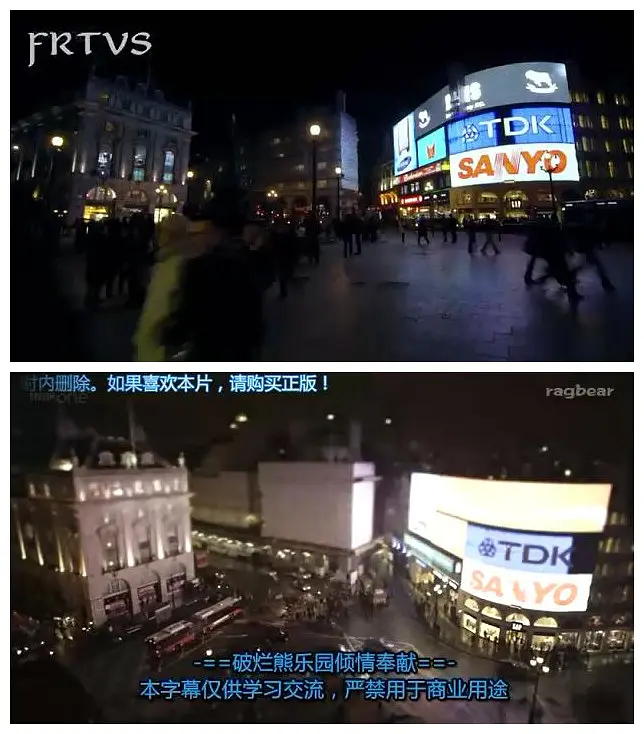 FRTVS
TDK
SANYO
时内删除。如果喜欢本片，请购买正版！
one
ragbear
TDK
SANYO
-==破烂熊乐园倾情奉献==-
本字幕仅供学习交流，严禁用于商业用途